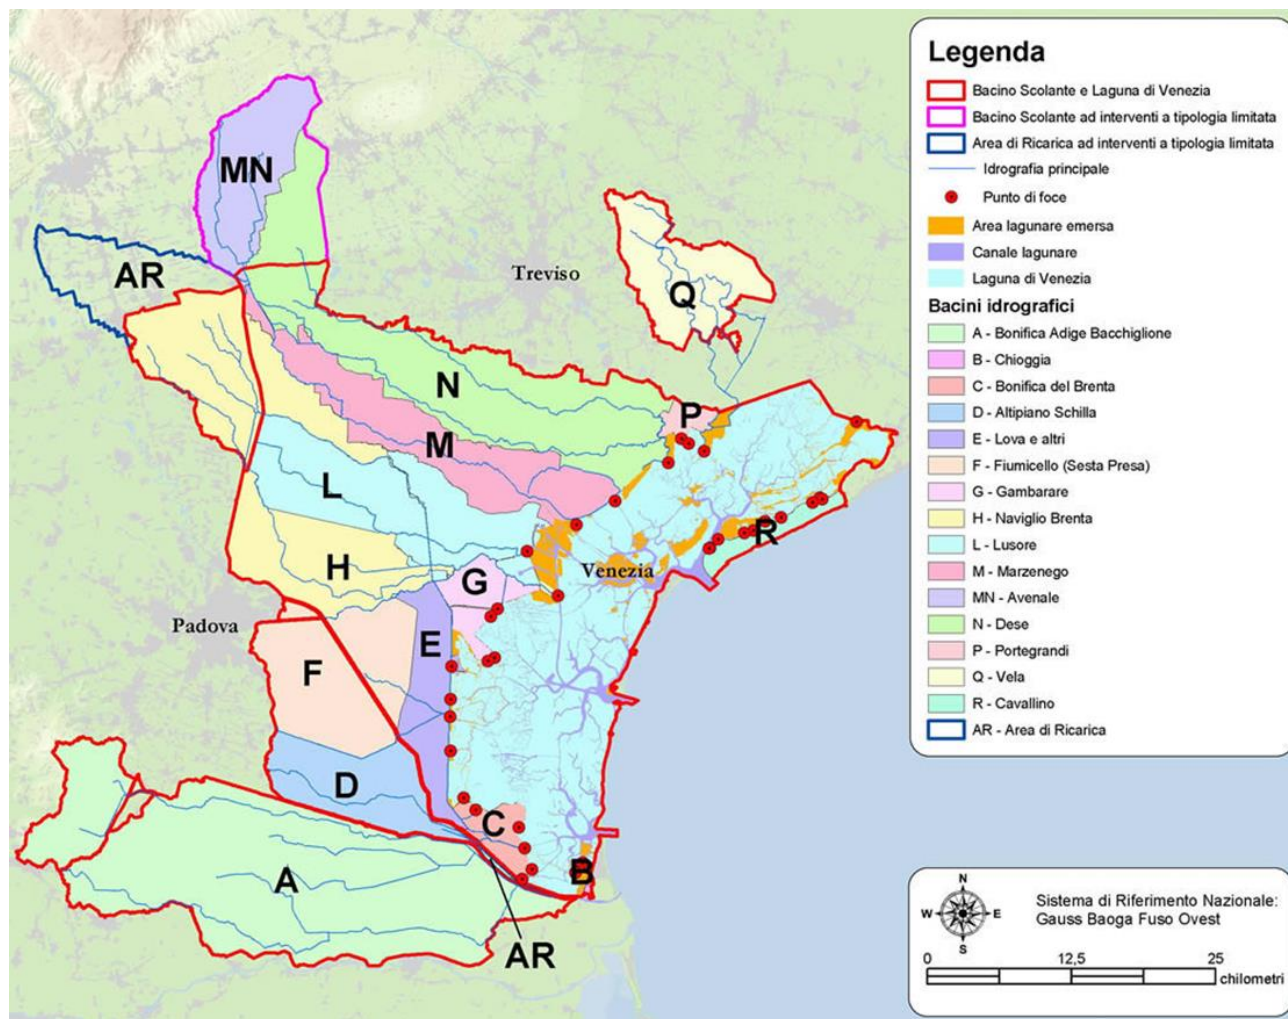 MN
AR
Treviso
Q
N
P
M
L
R
Venezia
H
G
Padova
E
F
D
C
A
B
AR
Legenda
Bacino Scolante e Laguna di Venezia
Bacino Scolante ad interventi a tipologia limitata
Area di Ricarica ad interventi a tipologia limitata
Idrografia principale
Punto di foce
Area lagunare emersa
Canale lagunare
Laguna di Venezia
Bacini idrografici
A - Bonifica Adige Bacchiglione
B - Chioggia
C - Bonifica del Brenta
D - Altipiano Schilla
E - Lova e altri
F - Fiumicello (Sesta Presa)
G - Gambarare
H - Naviglio Brenta
L - Lusore
M - Marzenego
MN - Avenale
N - Dese
P - Portegrandi
Q - Vela
R - Cavallino
AR - Area di Ricarica
N
W E
S
Sistema di Riferimento Nazionale:
Gauss Baoga Fuso Ovest
0 12,5 25
chilometri